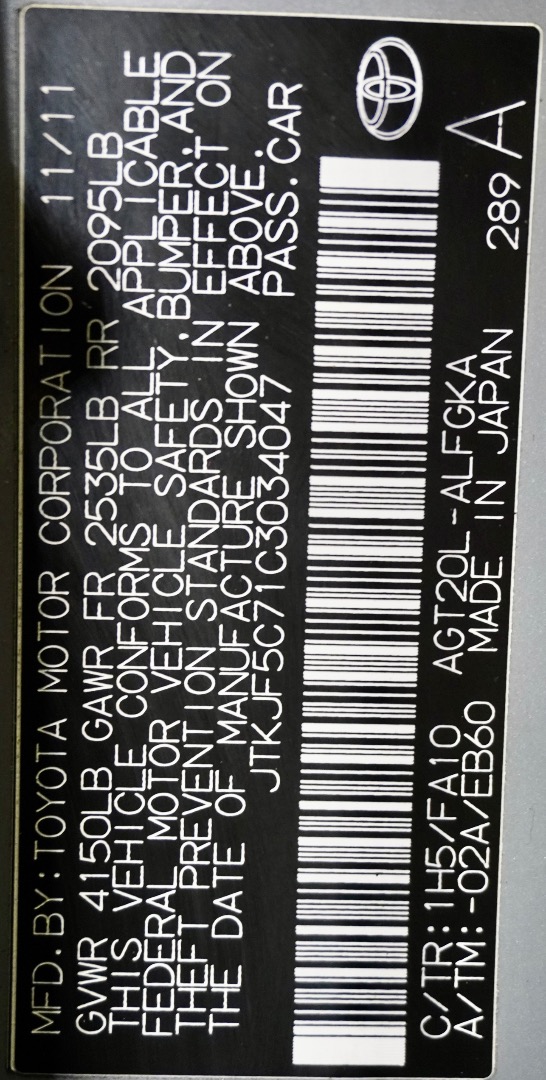 MFD.BY:TOYOTA MOTOR CORPORATION 11/11
GVWR 4150LB GAWR FR 2535LB RR 2095LB
THIS VEHICLE CONFORMS TO ALL APPLICABLE
FEDERAL MOTOR VEHICLE SAFETY, BUMPER, AND
THEFT PREVENTION STANDARDS IN EFFECT ON
THE DATE OF MANUFACTURE SHOWN ABOVE.
JTKJF5C71C3034047 PASS.CAR
C/TR:1H5/FA10 AGT20L-ALFGKA 289 A
A/TM:-02A/EB60 MADE IN JAPAN